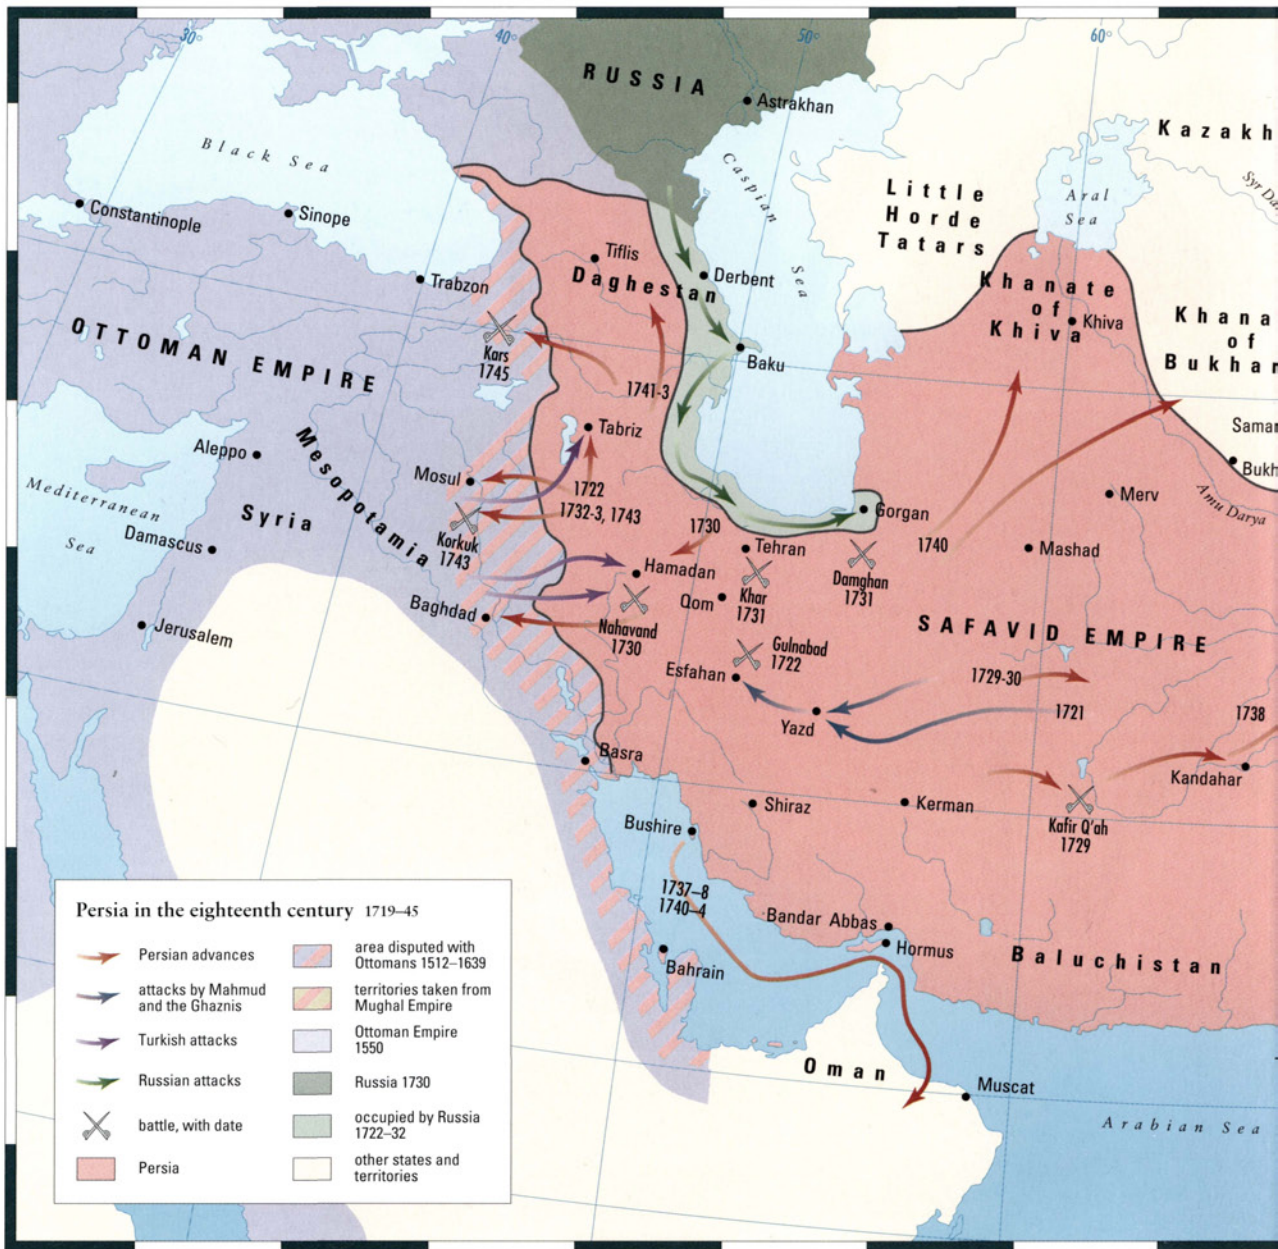 30°
40°
50°
60°
RUSSIA
Astrakhan
Kazakh
Black Sea
Caspian
Sea
Little
Horde
Tatars
Aral
Sea
Syr Da
Constantinople
Sinope
Tiflis
Daghestan
Derbent
Trabzon
Khanate
of
Khiva
Khiva
Khana
of
Bukhar
OTTOMAN EMPIRE
Kars
1745
Baku
1741-3
Tabriz
Samar
Aleppo
Mesopotamia
Mosul
Bukh
Mediterranean
Sea
Syria
1722
1732-3, 1743
Merv
Amu Darya
Gorgan
Damascus
Korkuk
1743
1730
Tehran
1740
Mashad
Hamadan
Khar
1731
Damghan
1731
Qom
Baghdad
Jerusalem
Nahavand
1730
SAFAVID EMPIRE
Gulnabad
1722
Esfahan
1729-30
Yazd
1721
1738
Basra
Kandahar
Shiraz
Kerman
Bushire
Kafir Q'ah
1729
1737–8
1740–4
Bandar Abbas
Hormus
Bahrain
Baluchistan
Oman
Muscat
Arabian Sea
Persia in the eighteenth century 1719–45
Persian advances
attacks by Mahmud
and the Ghaznis
Turkish attacks
Russian attacks
battle, with date
Persia
area disputed with
Ottomans 1512–1639
territories taken from
Mughal Empire
Ottoman Empire
1550
Russia 1730
occupied by Russia
1722–32
other states and
territories